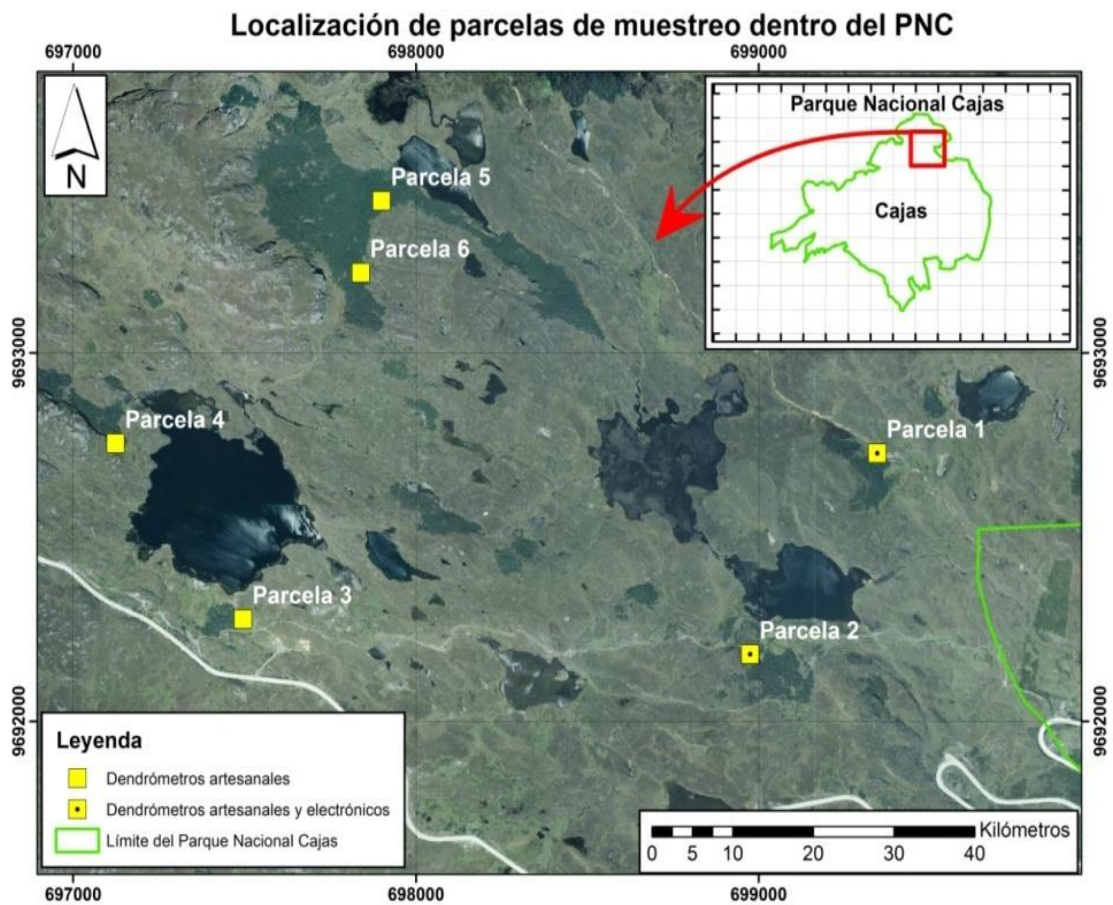 Localización de parcelas de muestreo dentro del PNC
697000 698000 699000
N
Parque Nacional Cajas
Cajas
Parcela 5
Parcela 6
9693000 9693000
Parcela 4
Parcela 1
Parcela 3
Parcela 2
9692000 9692000
Leyenda
Dendrómetros artesanales
Dendrómetros artesanales y electrónicos
Límite del Parque Nacional Cajas
Kilómetros
0 5 10 20 30 40
697000 698000 699000